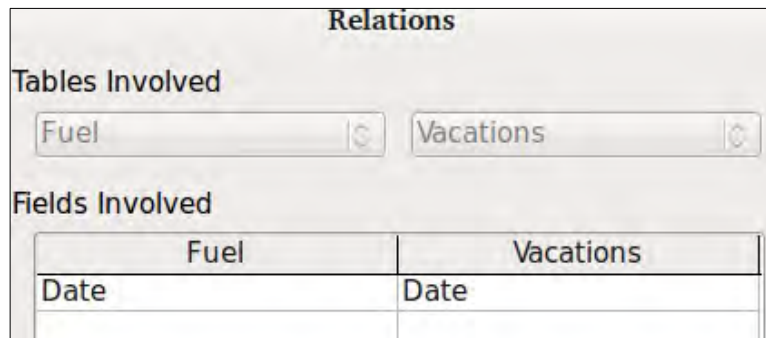 Relations
Tables Involved
Fuel Vacations
Fields Involved
Fuel Vacations
Date Date